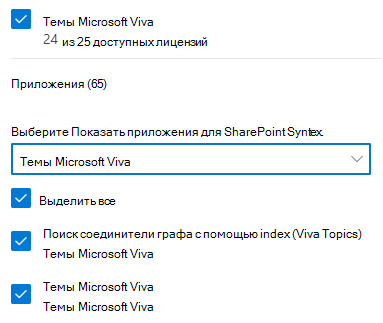 Темы Microsoft Viva
24 из 25 доступных лицензий
Приложения (65)
Выберите Показать приложения для SharePoint Syntex.
Темы Microsoft Viva
Выделить все
Поиск соединители графа с помощью index (Viva Topics)
Темы Microsoft Viva
Темы Microsoft Viva
Темы Microsoft Viva